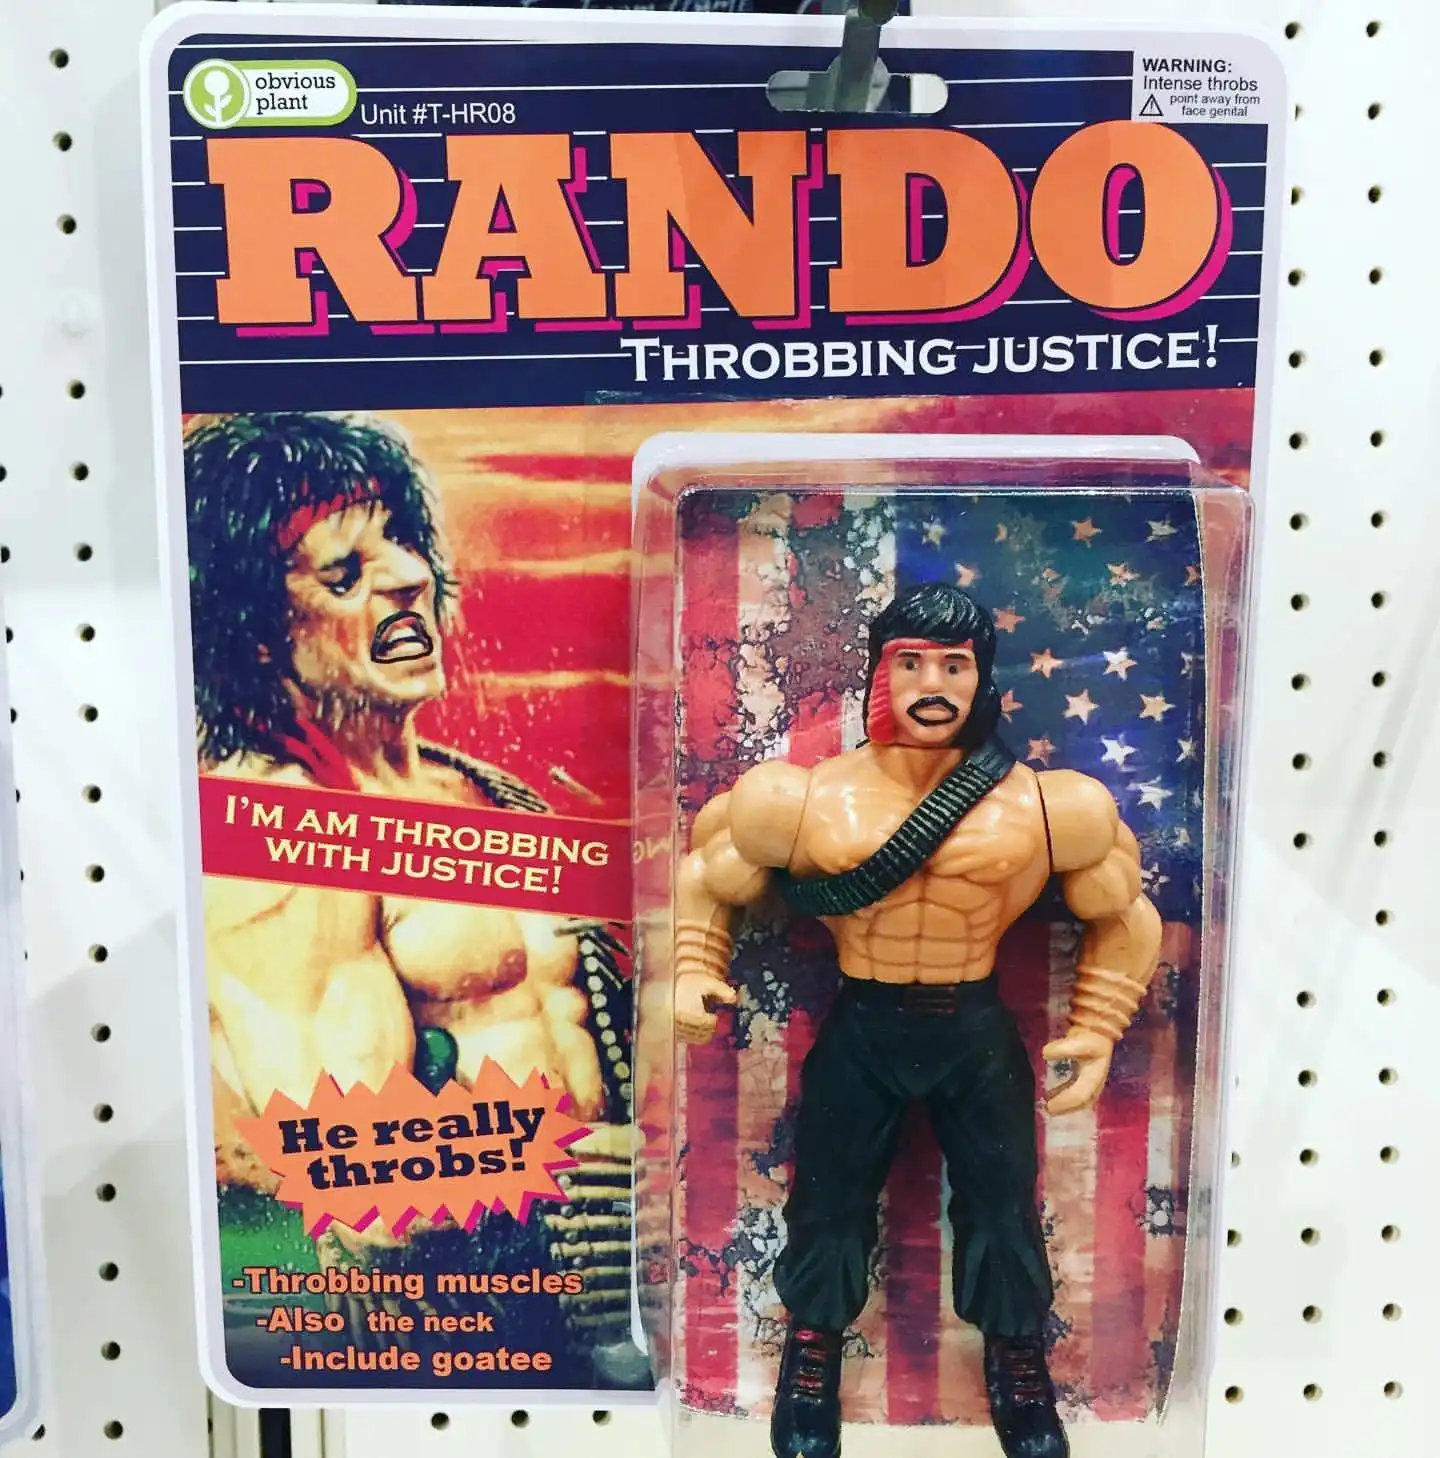 obvious
plant
Unit #T-HR08
WARNING:
Intense throbs
point away from
face genital
RANDO
THROBBING JUSTICE!
I'M AM THROBBING
WITH JUSTICE!
He really
throbs!
-Throbbing muscles
-Also the neck
-Include goatee